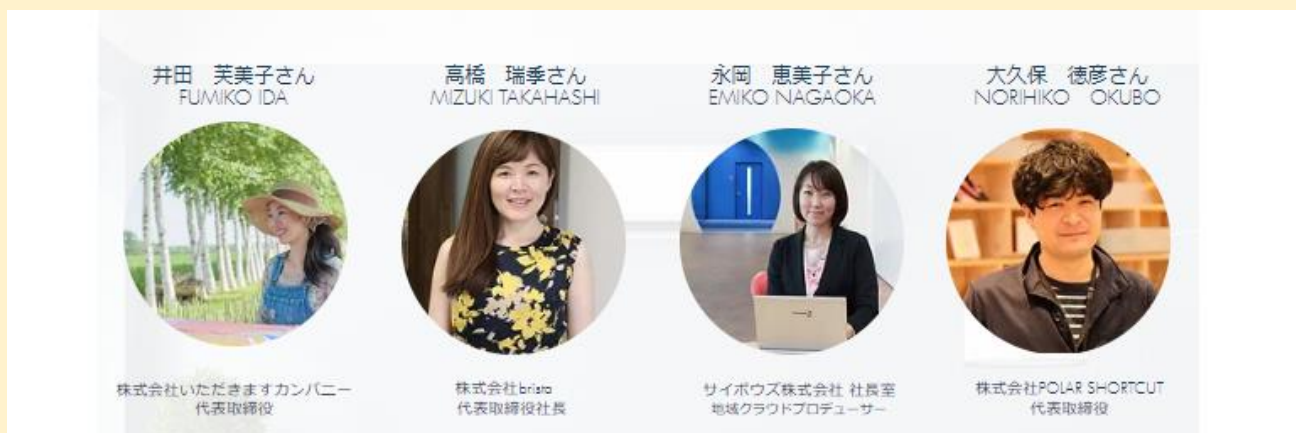 井田　芙美子さん
FUMIKO IDA
株式会社いただきますカンパニー
代表取締役
高橋　瑞季さん
MIZUKI TAKAHASHI
株式会社brista
代表取締役社長
永岡　恵美子さん
EMIKO NAGAOKA
サイボウズ株式会社 社長室
地域クラウドプロデューサー
大久保　徳彦さん
NORIHIKO　OKUBO
株式会社POLAR SHORTCUT
代表取締役